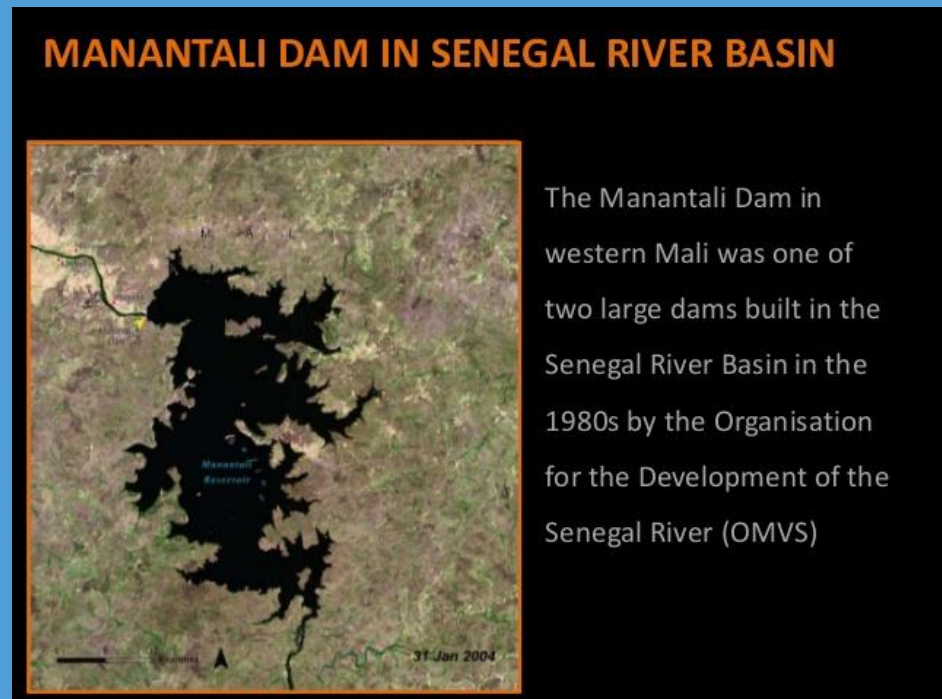 MANANTALI DAM IN SENEGAL RIVER BASIN
M A L I
Manantali
Reservoir
31 Jan 2004
The Manantali Dam in
western Mali was one of
two large dams built in the
Senegal River Basin in the
1980s by the Organisation
for the Development of the
Senegal River (OMVS)